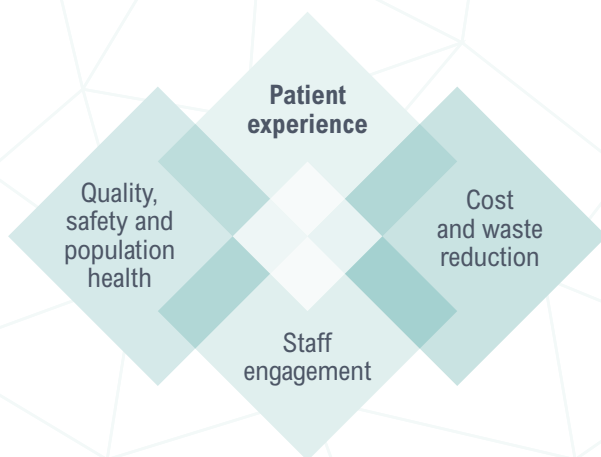 Patient
experience
Quality,
safety and
population
health
Cost
and waste
reduction
Staff
engagement